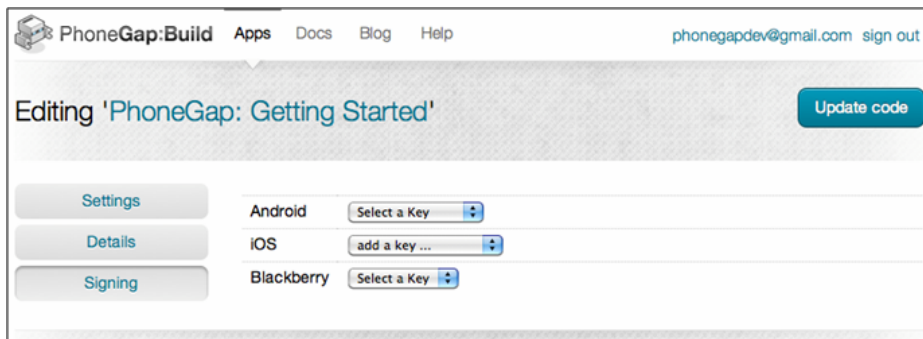 PhoneGap:Build Apps Docs Blog Help phonegapdev@gmail.com sign out
Editing 'PhoneGap: Getting Started' Update code
Settings
Android Select a Key
Details
iOS add a key ...
Signing
Blackberry Select a Key